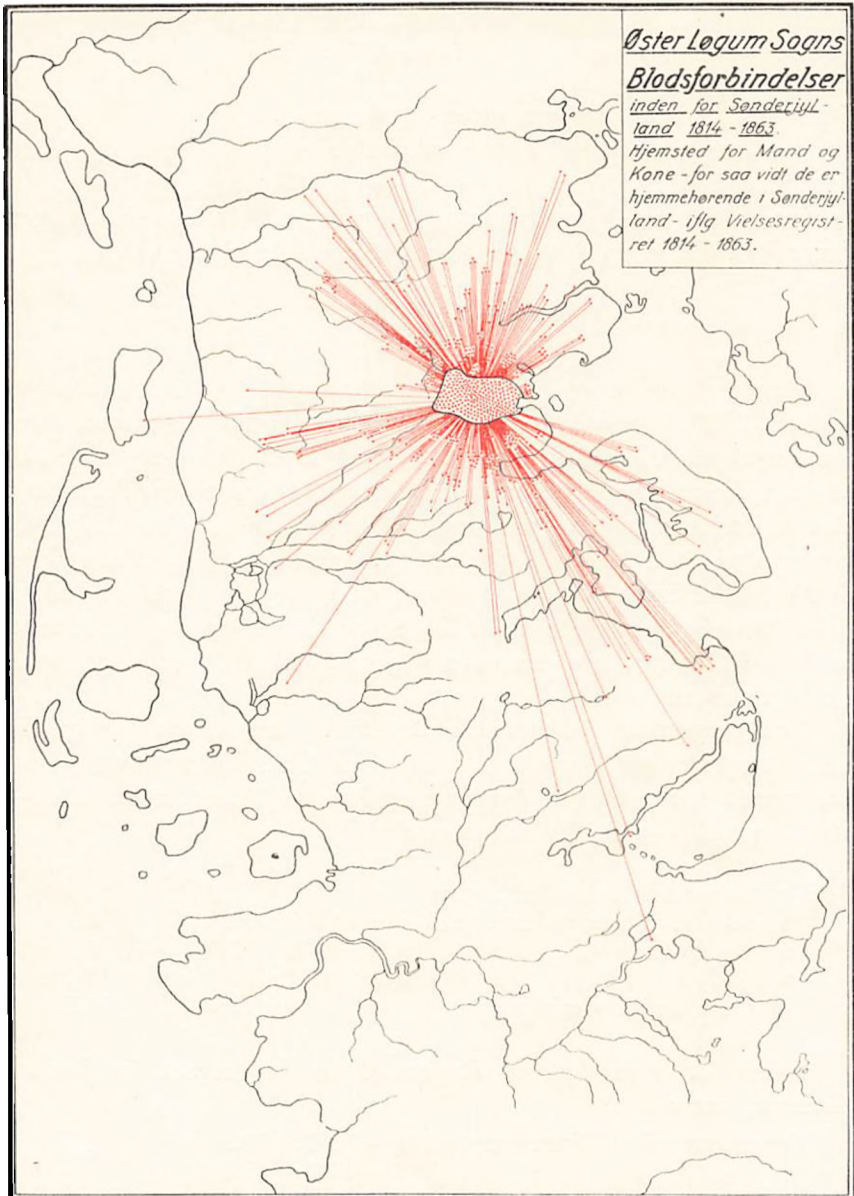 Øster Løgum Sogns
Blodsforbindelser
inden for Sønderjyl-
land 1814 - 1863.
Hjemsted for Mand og
Kone - for saa vidt de er
hjemmehørende i Sønderjyl-
land - iflg Vielsesregist-
ret 1814 - 1863.